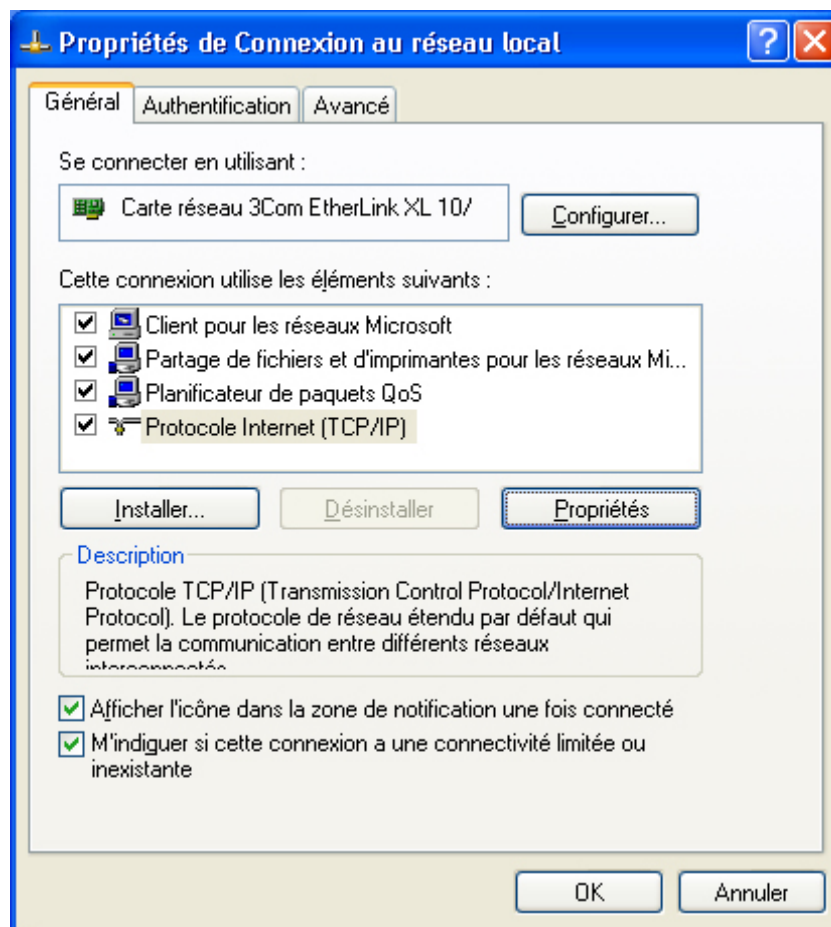 Propriétés de Connexion au réseau local
Général Authentification Avancé
Se connecter en utilisant :
Carte réseau 3Com EtherLink XL 10/
Configurer...
Cette connexion utilise les éléments suivants :
Client pour les réseaux Microsoft
Partage de fichiers et d'imprimantes pour les réseaux Mi...
Planificateur de paquets QoS
Protocole Internet (TCP/IP)
Installer... Désinstaller Propriétés
Description
Protocole TCP/IP (Transmission Control Protocol/Internet
Protocol). Le protocole de réseau étendu par défaut qui
permet la communication entre différents réseaux
interconnectés
Afficher l'icône dans la zone de notification une fois connecté
M'indiquer si cette connexion a une connectivité limitée ou
inexistante
OK Annuler